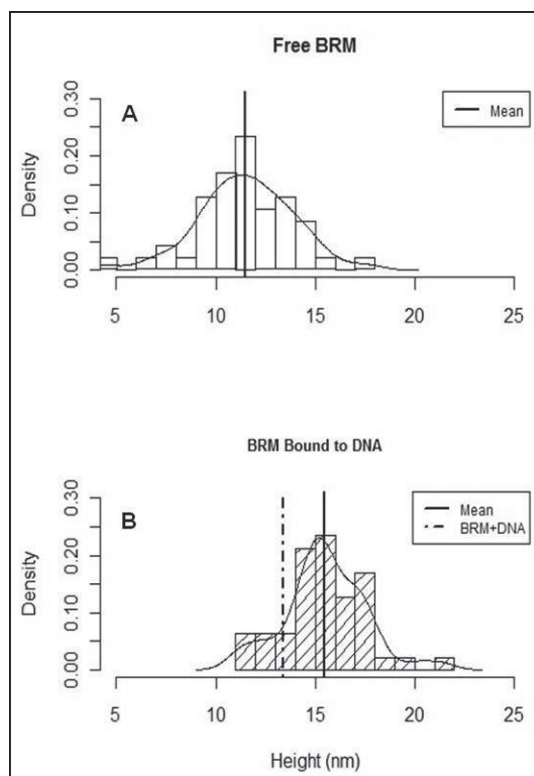 Free BRM
A
Mean
Density
0.00 0.10 0.20 0.30
5 10 15 20 25
BRM Bound to DNA
B
Mean
BRM+DNA
Density
0.00 0.10 0.20 0.30
5 10 15 20 25
Height (nm)